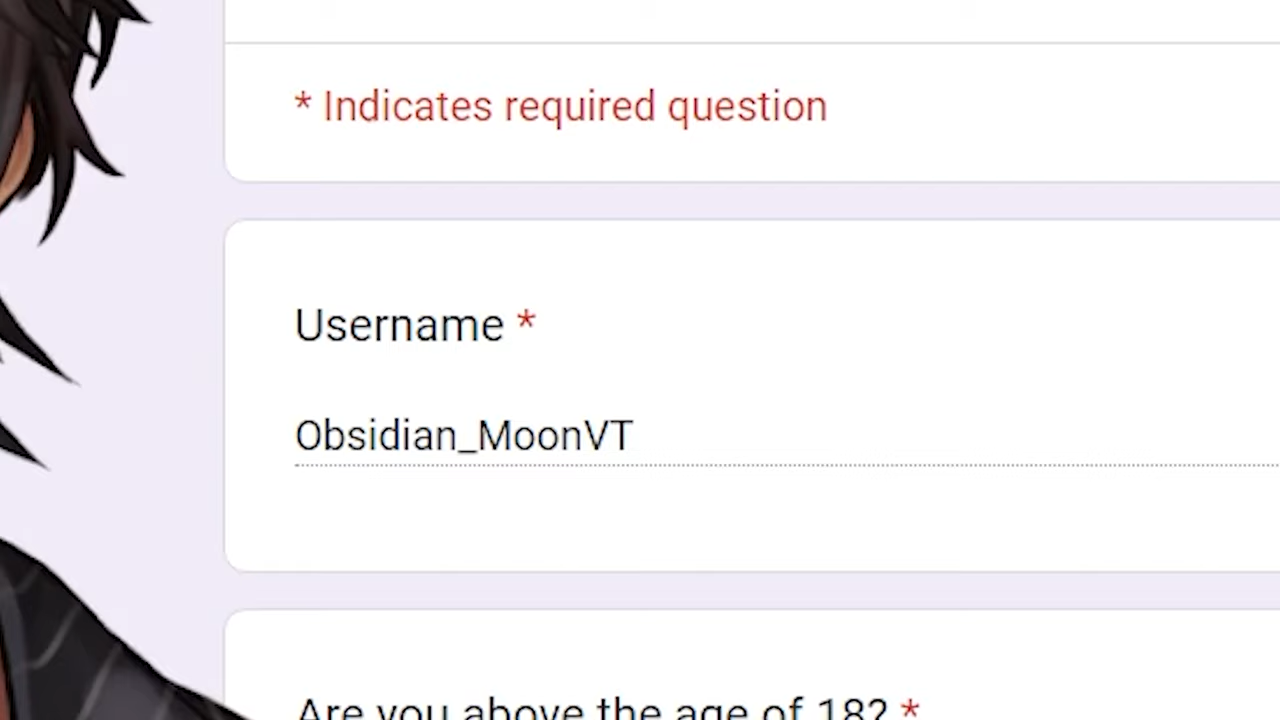 * Indicates required question
Username *
Obsidian_MoonVT
Are you above the age of 18? *